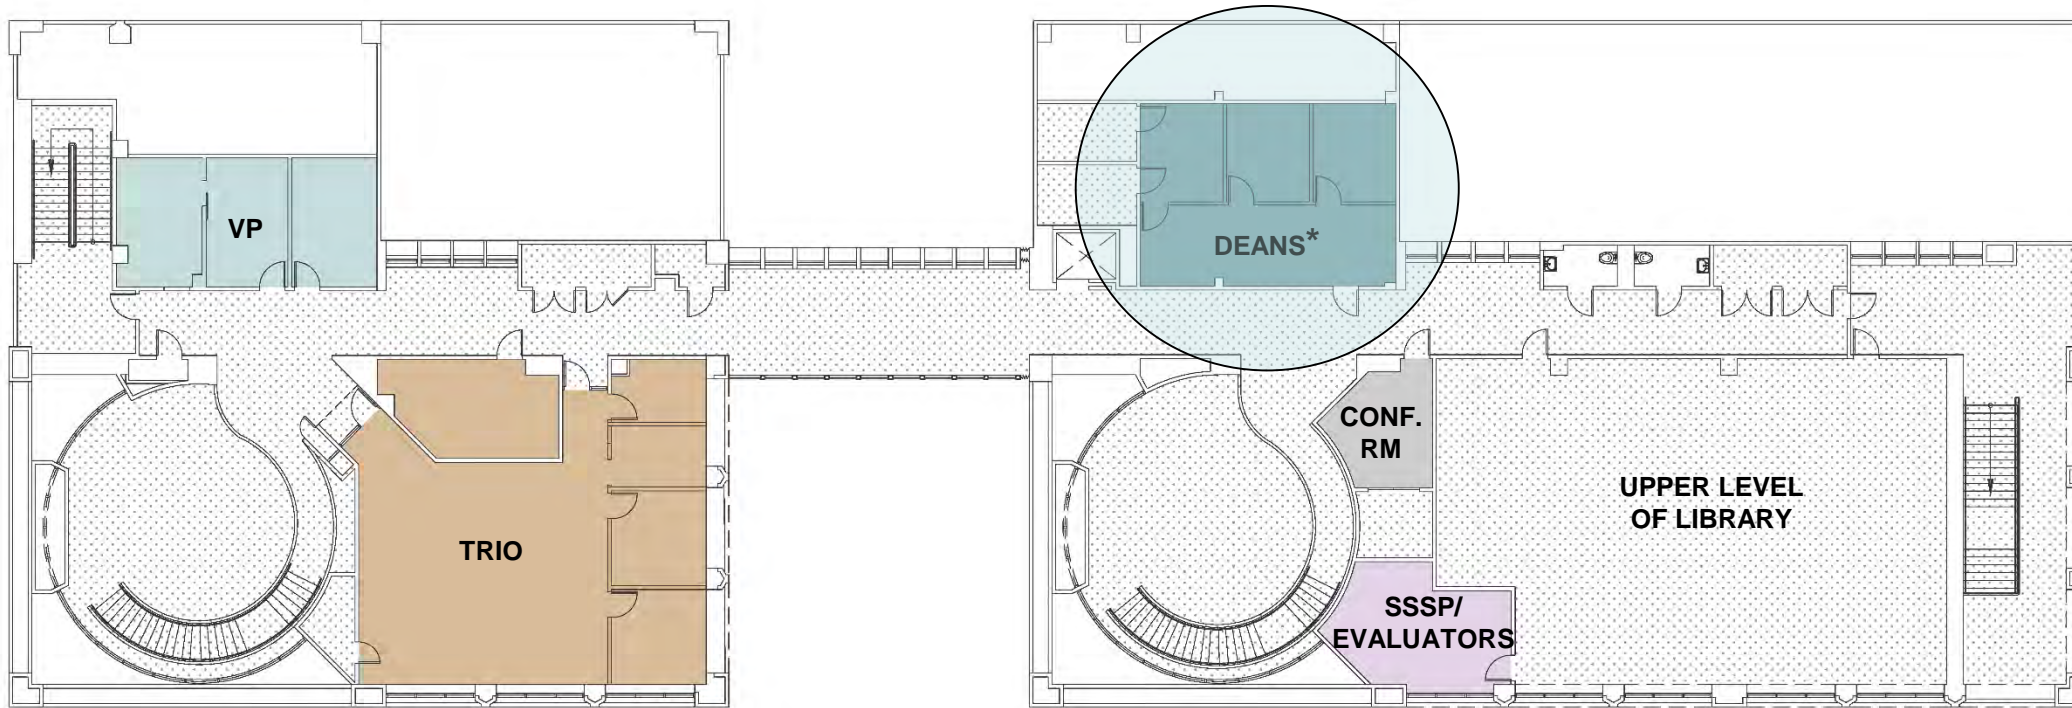 VP
DEANS*
CONF.
RM
UPPER LEVEL
OF LIBRARY
TRIO
SSSP/
EVALUATORS